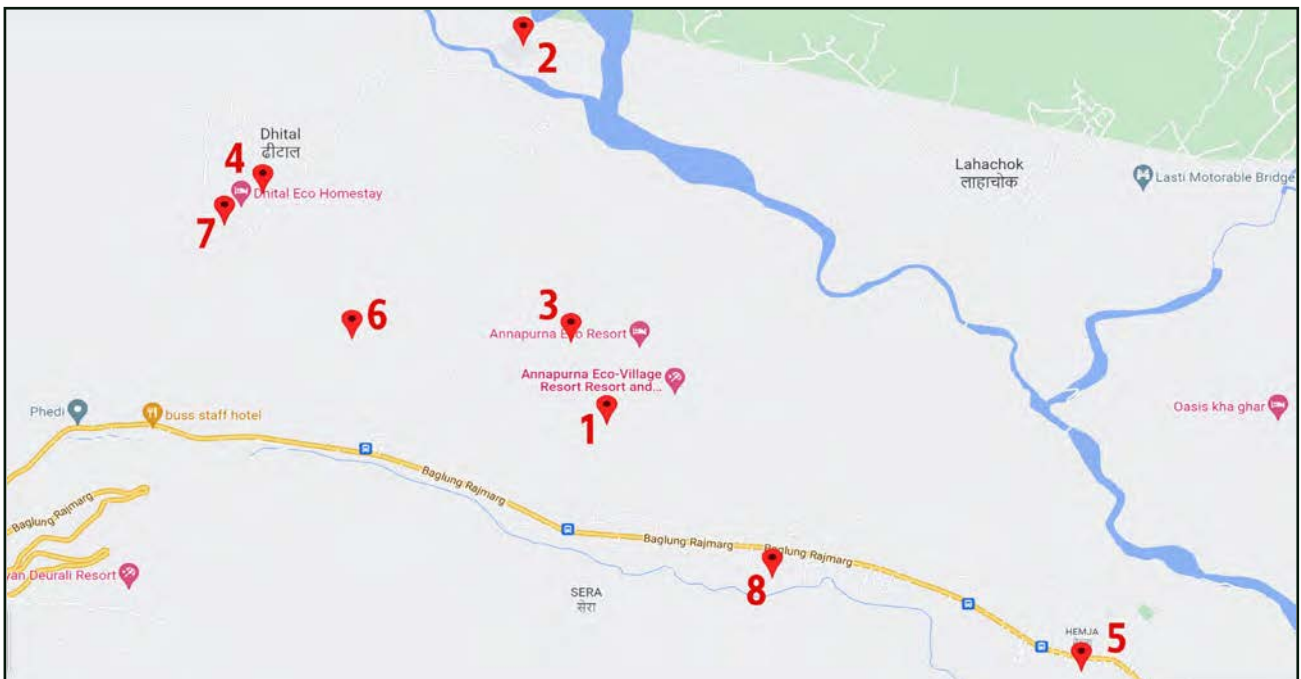 2
Dhital
ढीटाल
4
Dhital Eco Homestay
7
Lahachok
लाहाचोक
Lasti Motorable Bridge
6
3
Annapurna Eco Resort
Annapurna Eco-Village
Resort Resort and...
1
Phedi
buss staff hotel
Oasis kha ghar
Baglung Rajmarg
Baglung Rajmarg
Baglung Rajmarg
Baglung Rajmarg
van Deurali Resort
8
SERA
सेरा
HEMJA
5